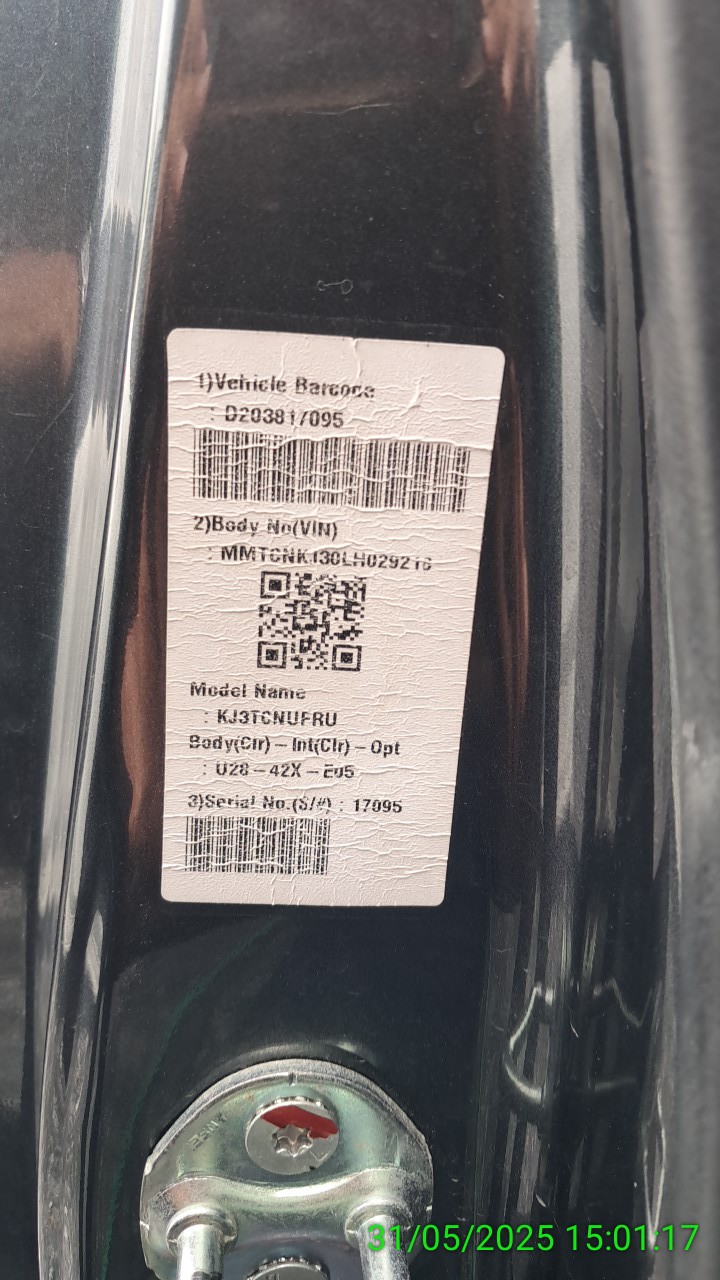 1)Vehicle Barcode
: D20381/095
2)Body No(VIN)
Model Name
: KJ3TCNUFRU
Body(Clr) – Int(Clr) – Opt
: U28 – 42X – E05
3)Serial No.(S/#) : 17095
31/05/2025 15:01:17